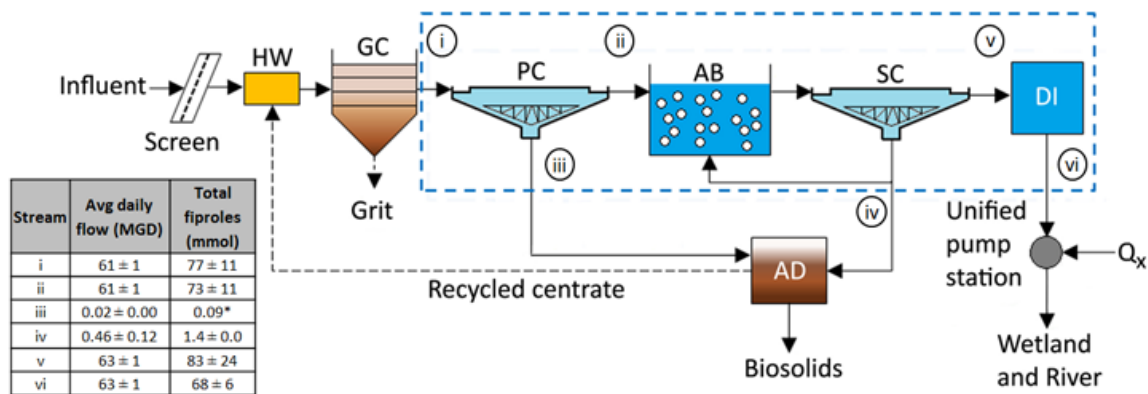 Influent
Screen
HW
GC
i
PC
ii
AB
SC
v
DI
iii
iv
vi
Grit
AD
Recycled centrate
Biosolids
Unified
pump
station
Qx
Wetland
and River
Stream Avg daily flow (MGD) Total fiproles (mmol)
i 61 ± 1 77 ± 11
ii 61 ± 1 73 ± 11
iii 0.02 ± 0.00 0.09*
iv 0.46 ± 0.12 1.4 ± 0.0
v 63 ± 1 83 ± 24
vi 63 ± 1 68 ± 6